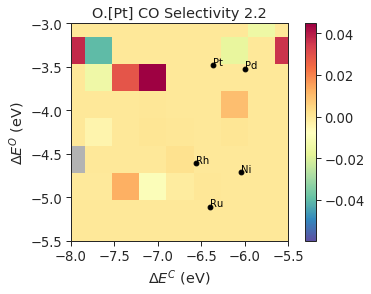 O.[Pt] CO Selectivity 2.2
−3.0
−3.5
−4.0
−4.5
−5.0
−5.5
ΔE^O (eV)
Pt
Pd
Rh
Ni
Ru
−8.0 −7.5 −7.0 −6.5 −6.0 −5.5
ΔE^C (eV)
0.04
0.02
0.00
−0.02
−0.04